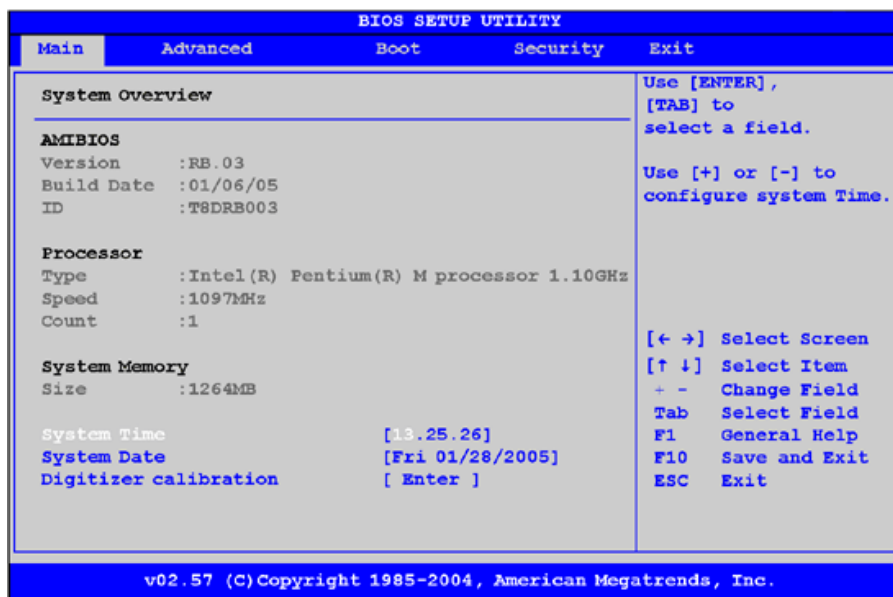 BIOS SETUP UTILITY
Main Advanced Boot Security Exit
System Overview
AMIBIOS
Version :RB.03
Build Date :01/06/05
ID :T8DRB003
Processor
Type :Intel(R) Pentium(R) M processor 1.10GHz
Speed :1097MHz
Count :1
System Memory
Size :1264MB
System Time [13.25.26]
System Date [Fri 01/28/2005]
Digitizer calibration [ Enter ]
Use [ENTER],
[TAB] to
select a field.
Use [+] or [-] to
configure system Time.
[← →] Select Screen
[↑ ↓] Select Item
+ - Change Field
Tab Select Field
F1 General Help
F10 Save and Exit
ESC Exit
v02.57 (C)Copyright 1985-2004, American Megatrends, Inc.